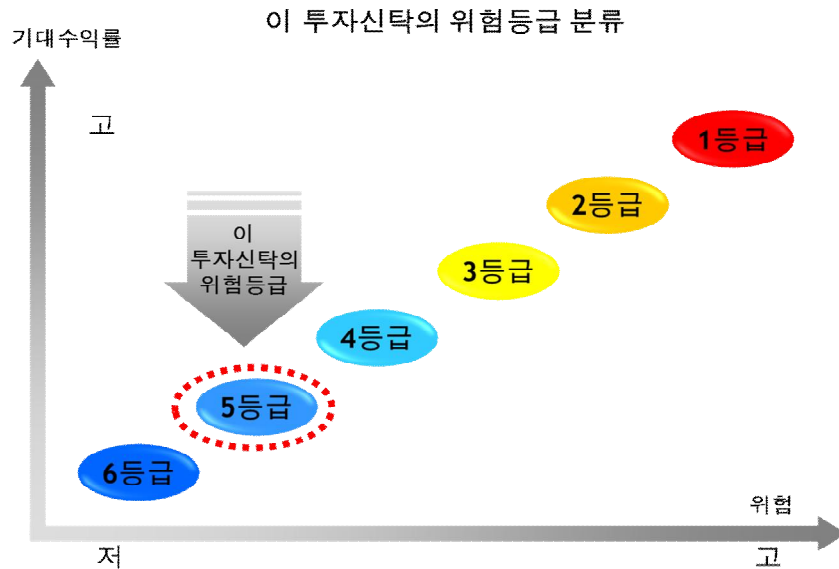 이 투자신탁의 위험등급 분류
기대수익률
고
1등급
2등급
이
투자신탁의
위험등급
3등급
4등급
5등급
6등급
위험
저
고